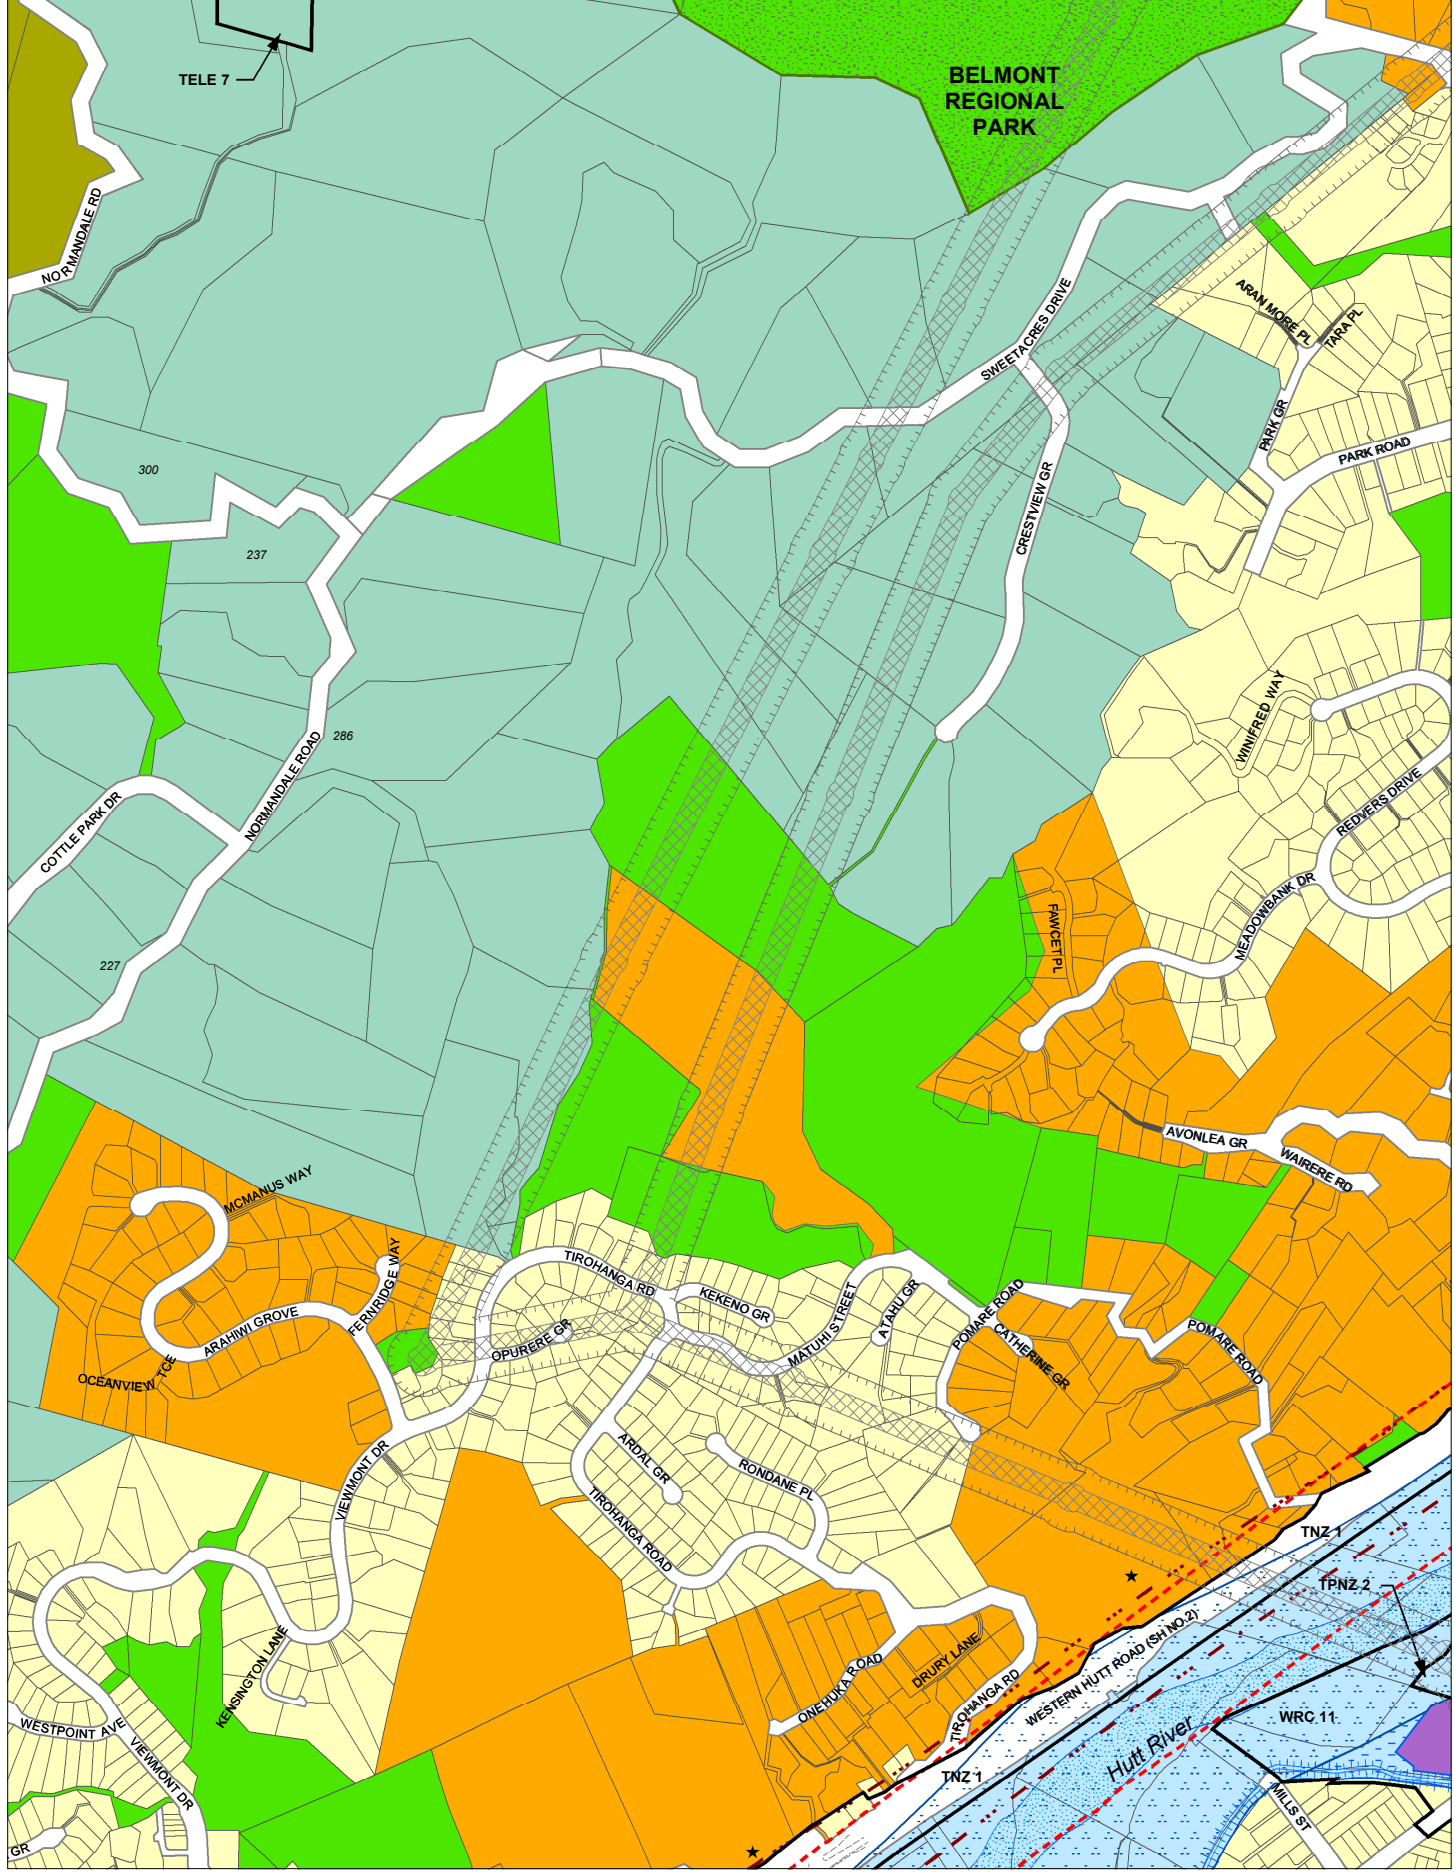 TELE 7
BELMONT
REGIONAL
PARK
NORMANDALE RD
SWEETACRES DRIVE
ARAN MORE PL
TARA PL
PARK GR
PARK ROAD
300
237
CRESTVIEW GR
286
NORMANDALE ROAD
COTTLE PARK DR
WINIFRED WAY
REDVERS DRIVE
MEADOWBANK DR
FAWCET PL
227
AVONLEA GR
WAIRERE RD
MCMANUS WAY
FERNRIDGE WAY
TIROHANGA RD
KEKENO GR
MATUHI STREET
ATAHU GR
POMARE ROAD
CATHERINE GR
POMARE ROAD
ARAHIWI GROVE
OPURERE GR
OCEANVIEW TCE
VIEWMONT DR
ARDAL GR
RONDANE PL
TIROHANGA ROAD
TNZ 1
TPNZ 2
KENSINGTON LANE
WESTPOINT AVE
VIEWMONT DR
ONEHUKA ROAD
DRURY LANE
TIROHANGA RD
WESTERN HUTT ROAD (SH NO.2)
WRC 11
Hutt River
TNZ 1
MILLS ST
GR